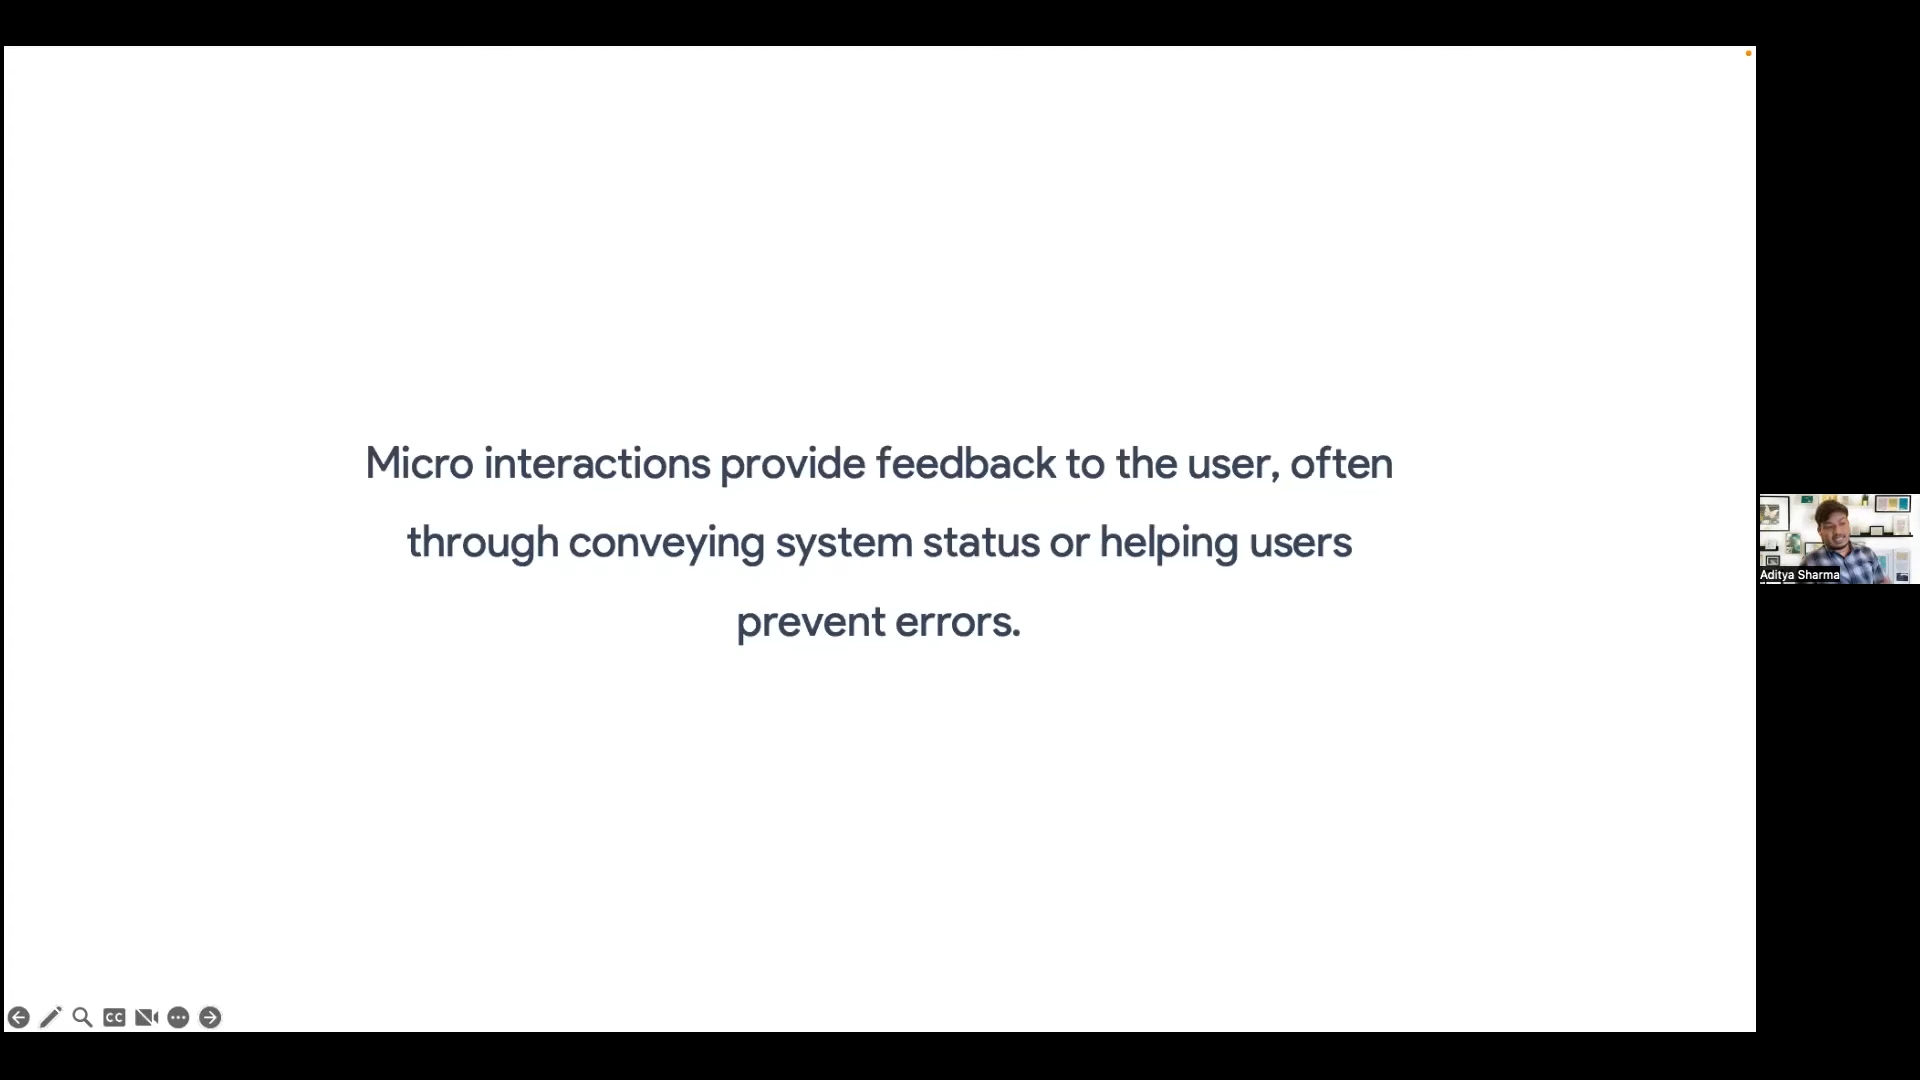 Micro interactions provide feedback to the user, often
through conveying system status or helping users
prevent errors.
Aditya Sharma
CC